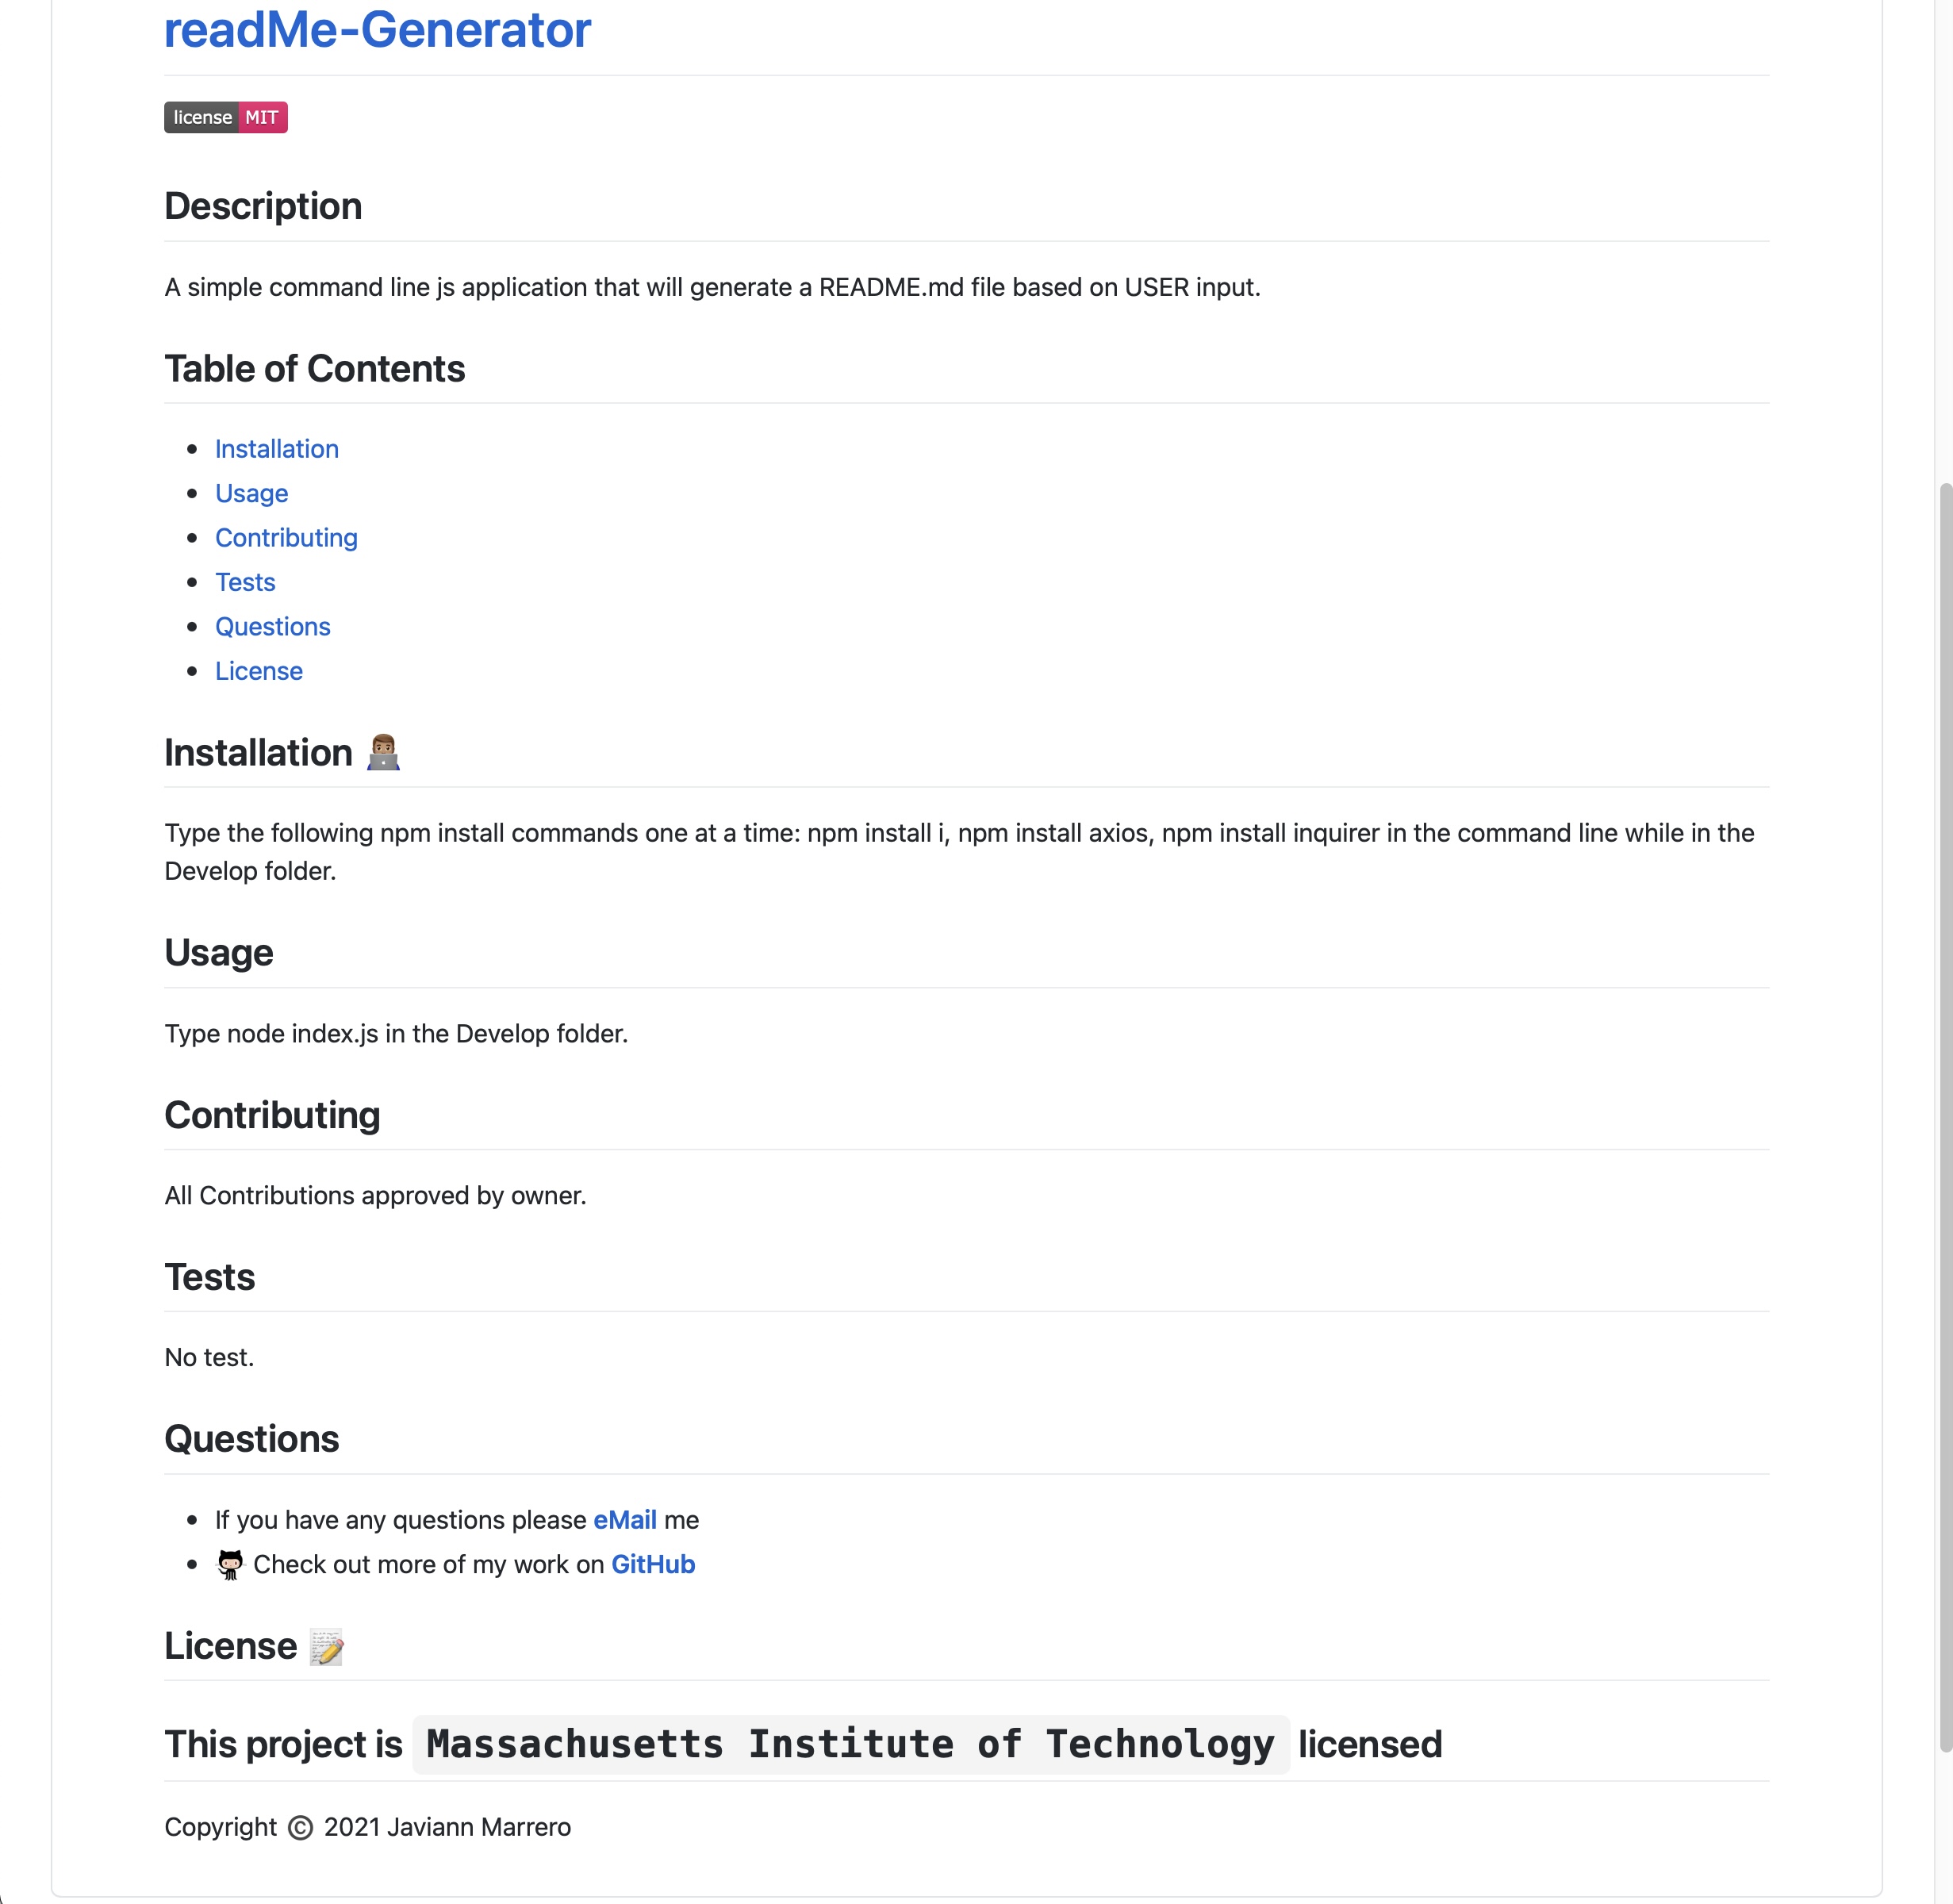 readMe-Generator
license MIT
Description
A simple command line js application that will generate a README.md file based on USER input.
Table of Contents
Installation
Usage
Contributing
Tests
Questions
License
Installation 👨🏽‍💻
Type the following npm install commands one at a time: npm install i, npm install axios, npm install inquirer in the command line while in the
Develop folder.
Usage
Type node index.js in the Develop folder.
Contributing
All Contributions approved by owner.
Tests
No test.
Questions
If you have any questions please eMail me
Check out more of my work on GitHub
License 📝
This project is Massachusetts Institute of Technology licensed
Copyright © 2021 Javiann Marrero